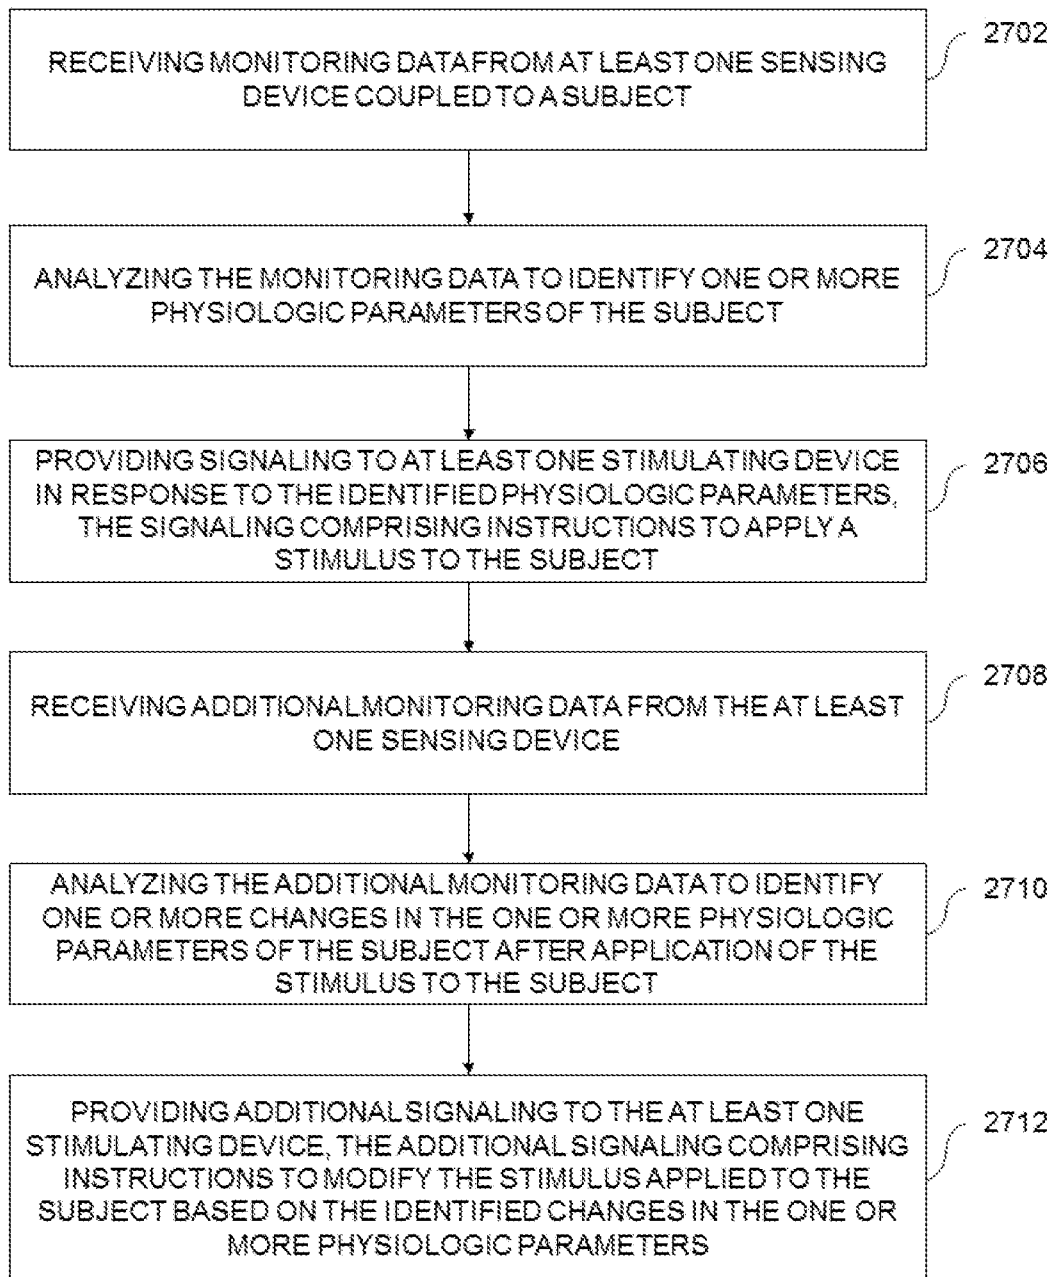 RECEIVING MONITORING DATA FROM AT LEAST ONE SENSING
DEVICE COUPLED TO A SUBJECT
2702
ANALYZING THE MONITORING DATA TO IDENTIFY ONE OR MORE
PHYSIOLOGIC PARAMETERS OF THE SUBJECT
2704
PROVIDING SIGNALING TO AT LEAST ONE STIMULATING DEVICE
IN RESPONSE TO THE IDENTIFIED PHYSIOLOGIC PARAMETERS,
THE SIGNALING COMPRISING INSTRUCTIONS TO APPLY A
STIMULUS TO THE SUBJECT
2706
RECEIVING ADDITIONAL MONITORING DATA FROM THE AT LEAST
ONE SENSING DEVICE
2708
ANALYZING THE ADDITIONAL MONITORING DATA TO IDENTIFY
ONE OR MORE CHANGES IN THE ONE OR MORE PHYSIOLOGIC
PARAMETERS OF THE SUBJECT AFTER APPLICATION OF THE
STIMULUS TO THE SUBJECT
2710
PROVIDING ADDITIONAL SIGNALING TO THE AT LEAST ONE
STIMULATING DEVICE, THE ADDITIONAL SIGNALING COMPRISING
INSTRUCTIONS TO MODIFY THE STIMULUS APPLIED TO THE
SUBJECT BASED ON THE IDENTIFIED CHANGES IN THE ONE OR
MORE PHYSIOLOGIC PARAMETERS
2712